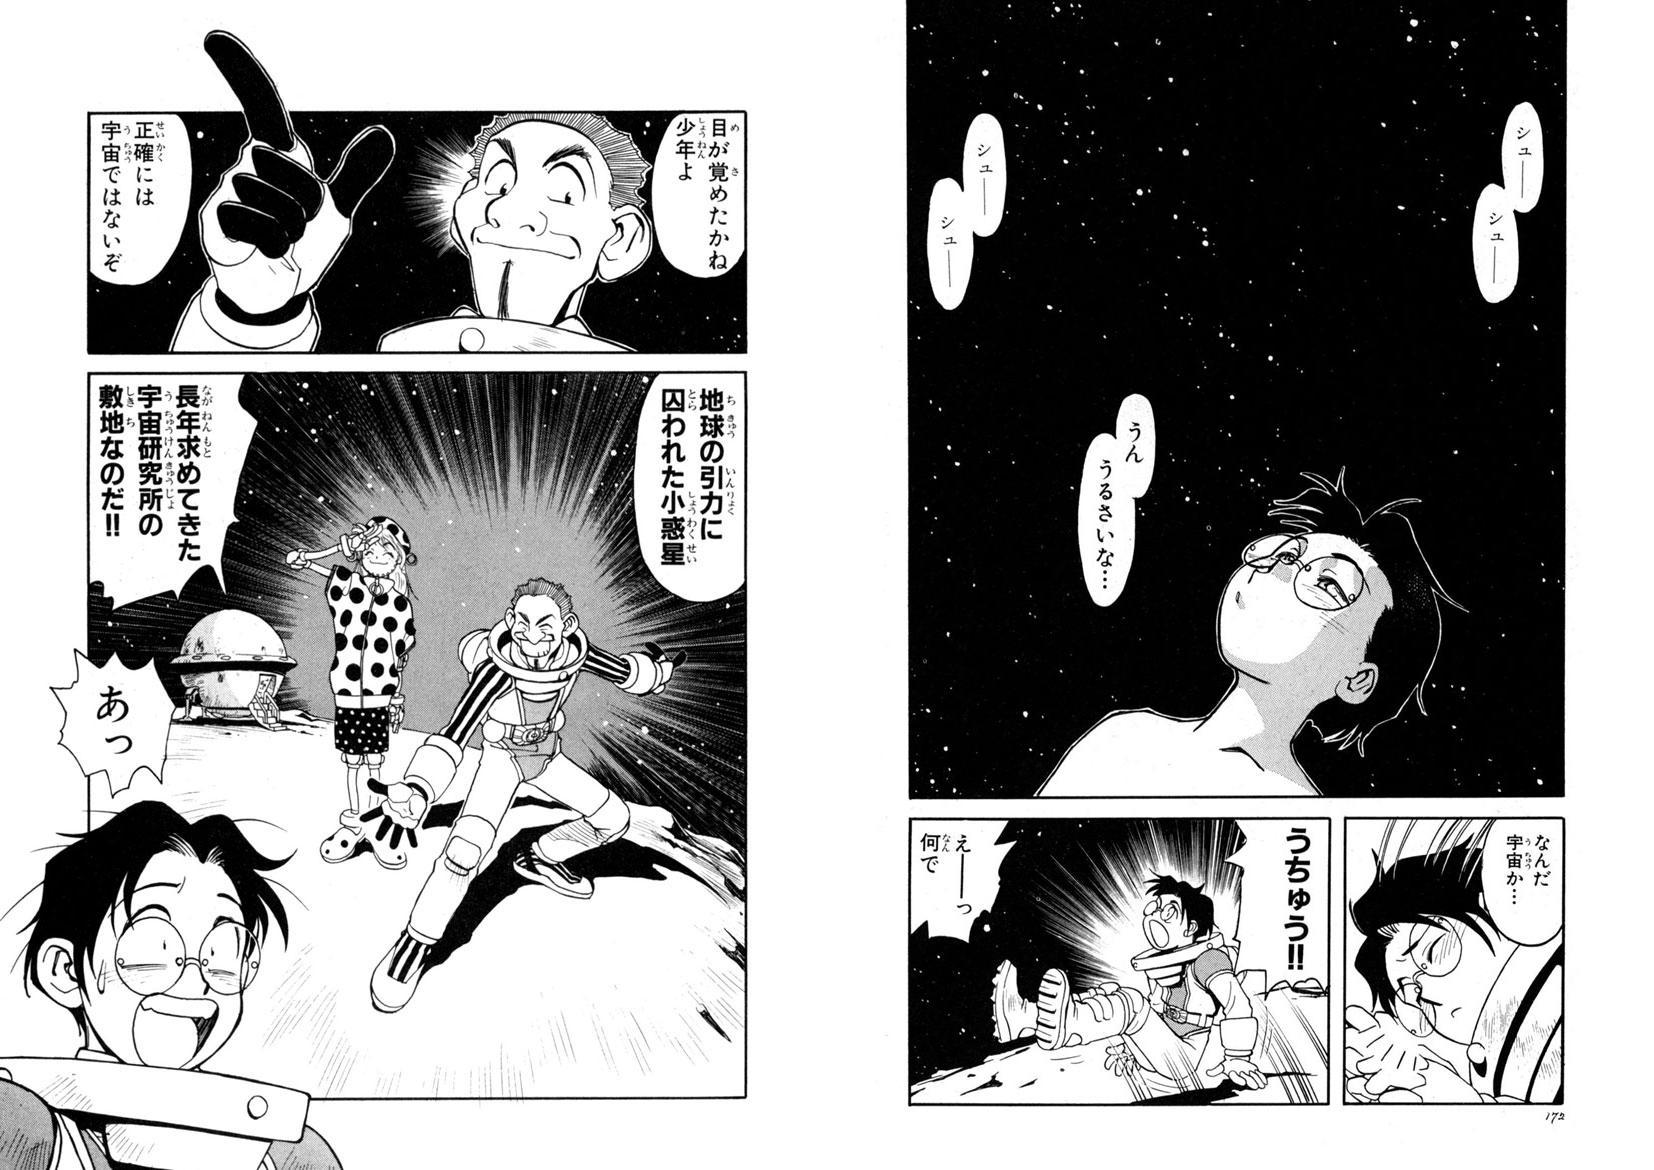 シュ――
シュ――
シュ――
シュ――
うん
うるさいな…
なんだ
宇宙か…
うちゅう!!
えーーっ
何で
172
目が覚めたかね
少年よ
正確には
宇宙ではないぞ
地球の引力に
囚われた小惑星
長年求めてきた
宇宙研究所の
敷地なのだ!!
あっ